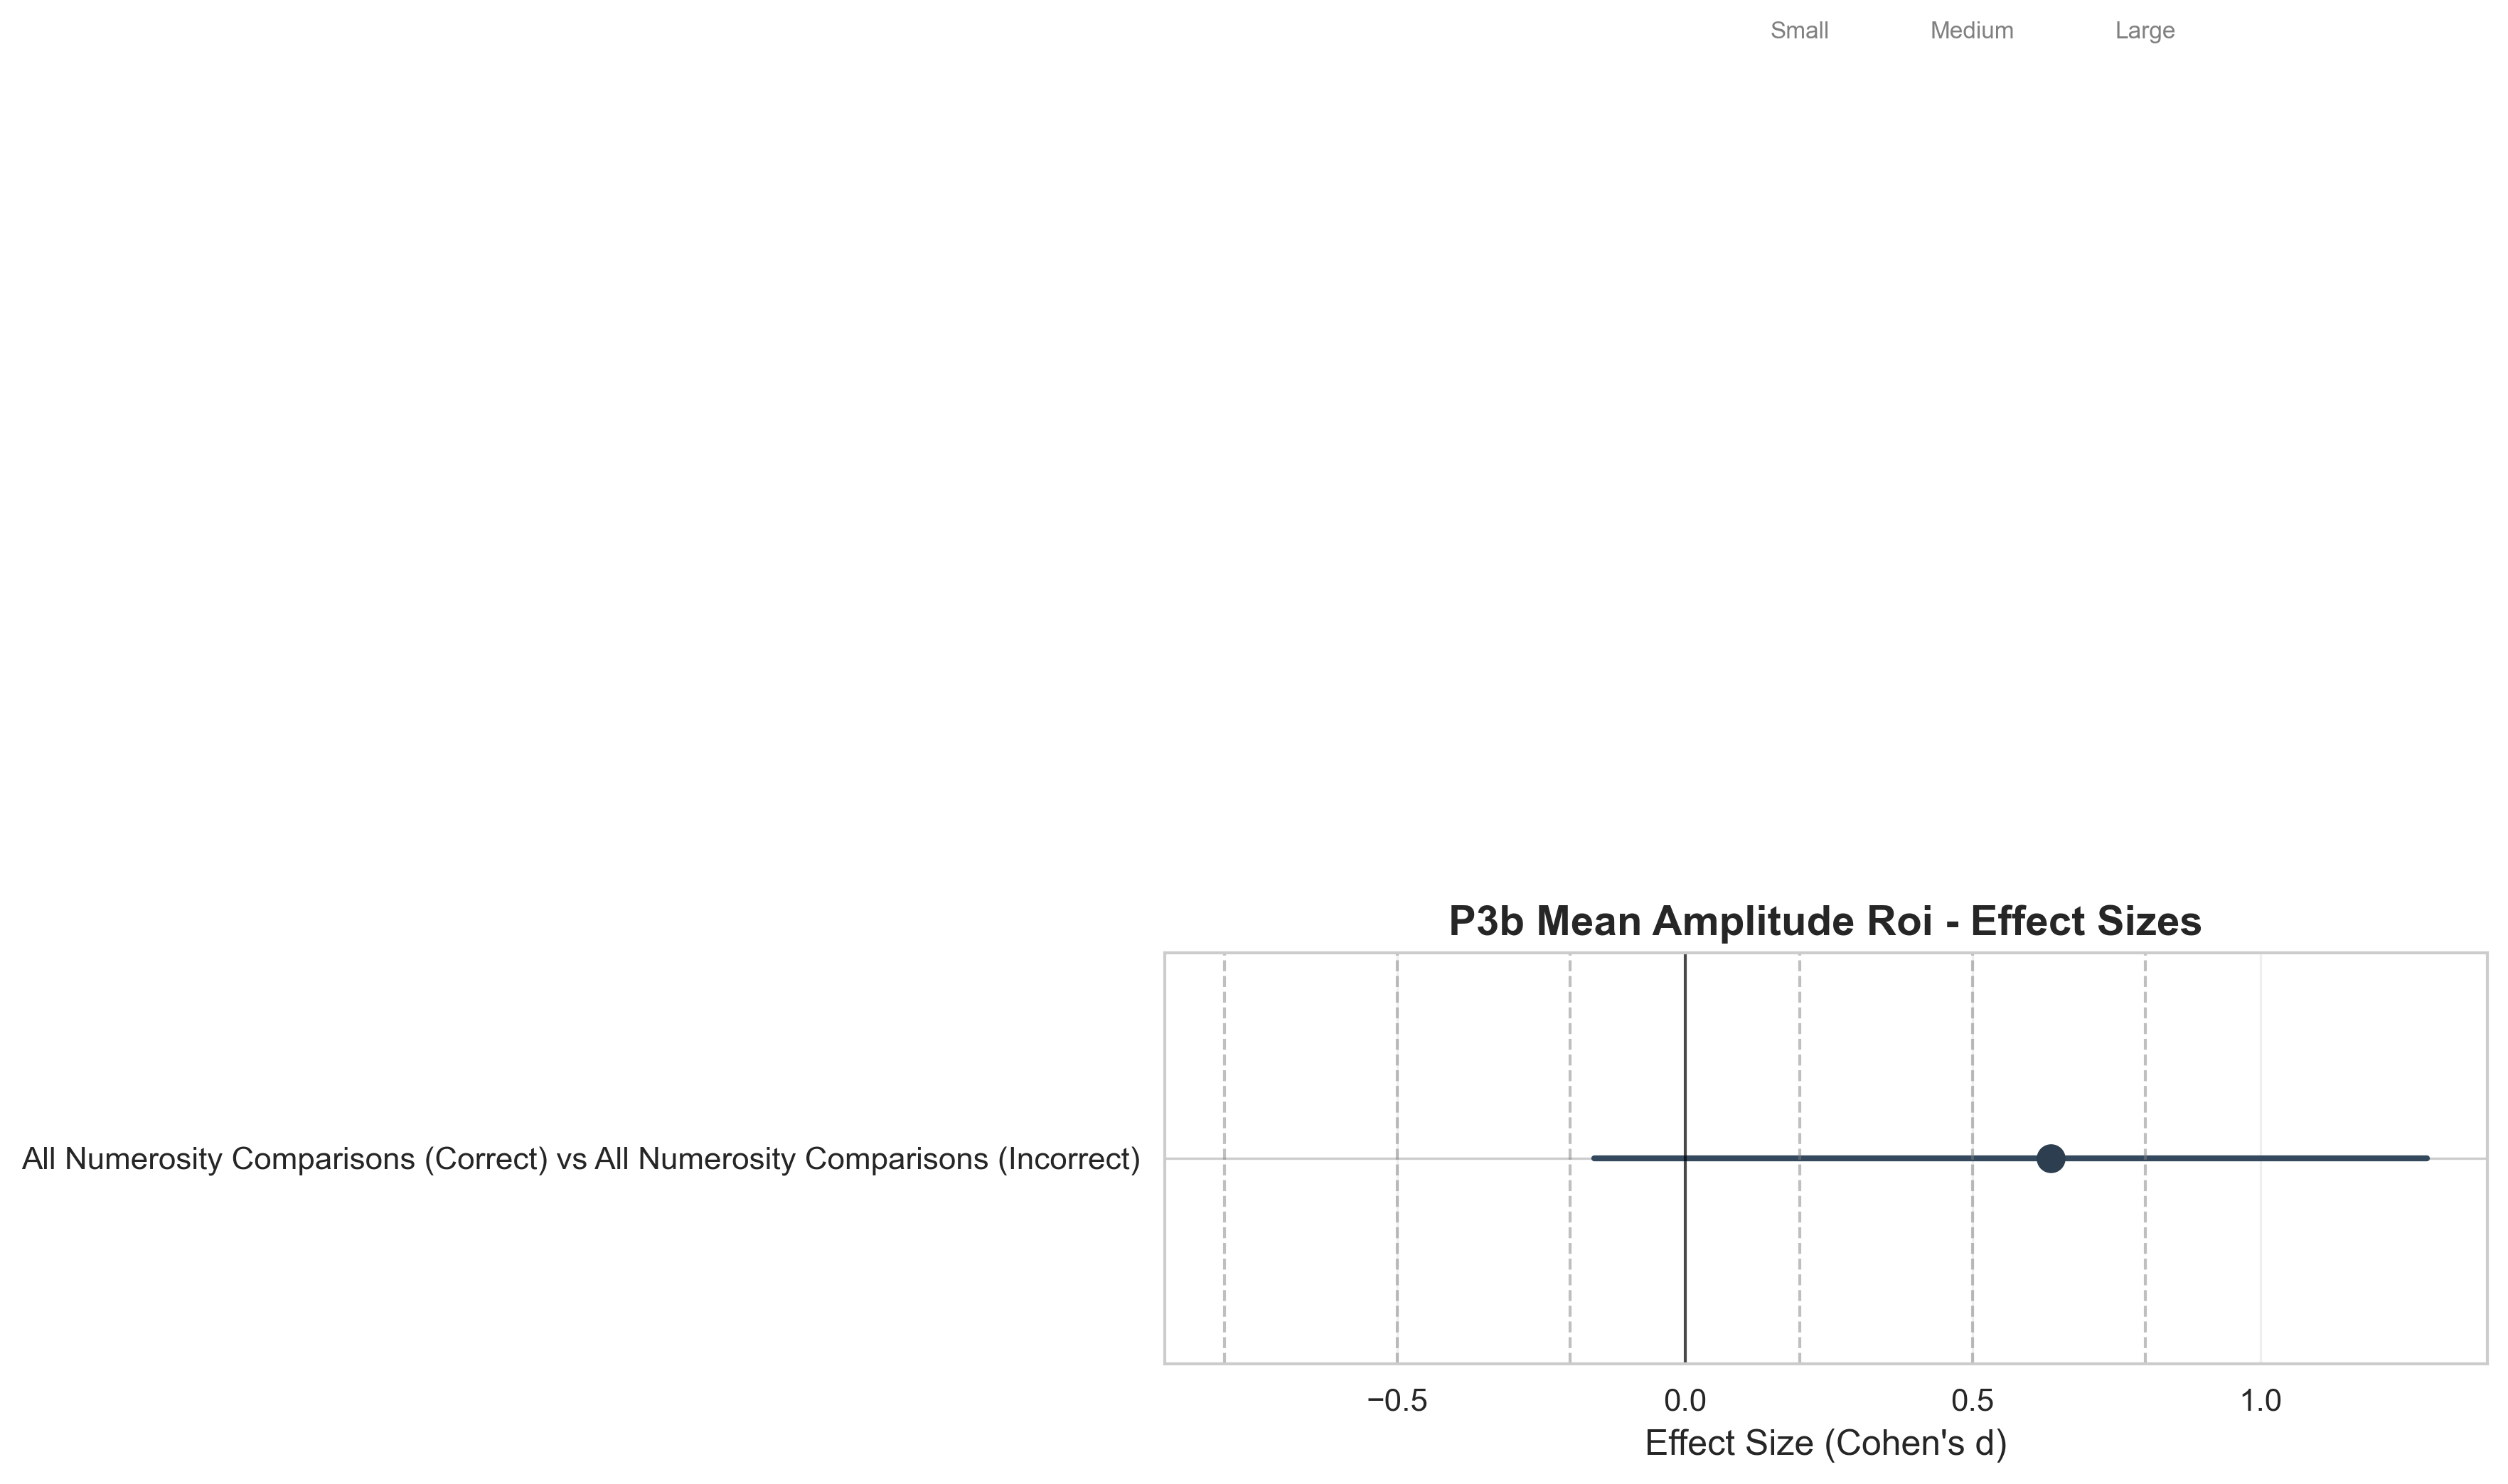 Small Medium Large
P3b Mean Amplitude Roi - Effect Sizes
All Numerosity Comparisons (Correct) vs All Numerosity Comparisons (Incorrect)
−0.5 0.0 0.5 1.0
Effect Size (Cohen's d)